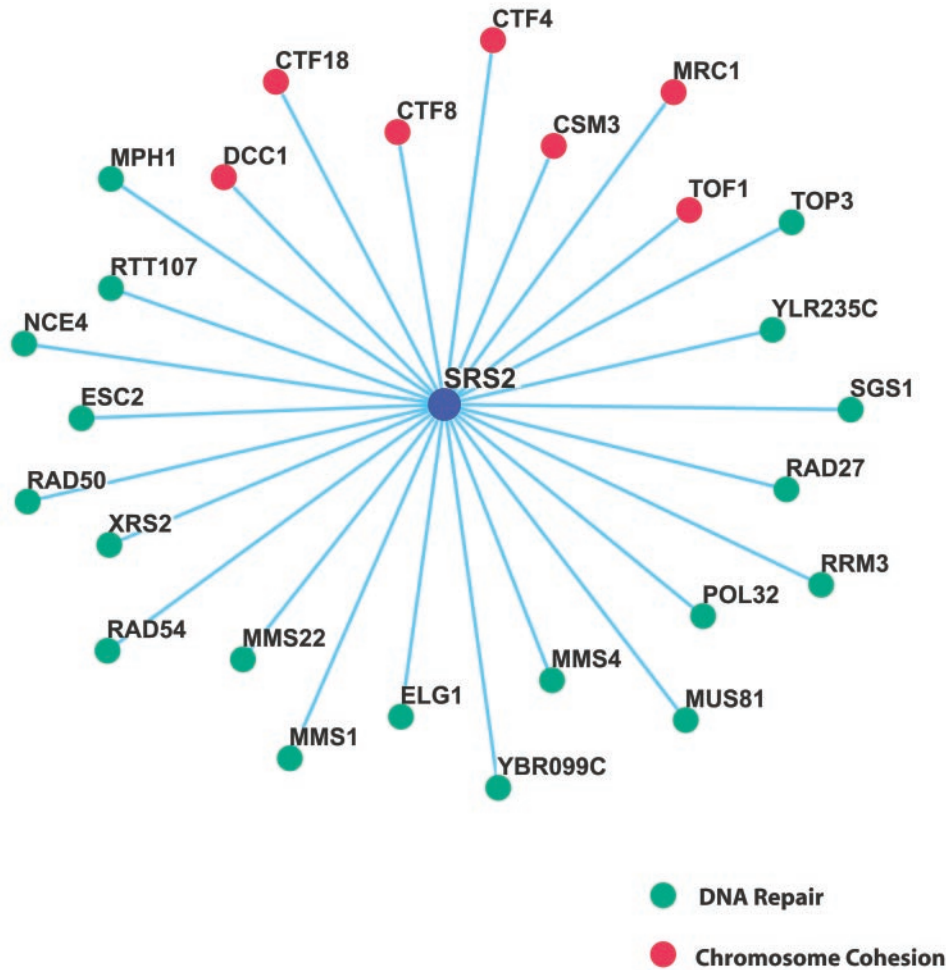 CTF4
CTF18
MRC1
CTF8
CSM3
DCC1
MPH1
TOF1
TOP3
RTT107
YLR235C
NCE4
SRS2
SGS1
ESC2
RAD27
RAD50
XRS2
RRM3
POL32
RAD54
MMS22
MMS4
ELG1
MUS81
MMS1
YBR099C
DNA Repair
Chromosome Cohesion